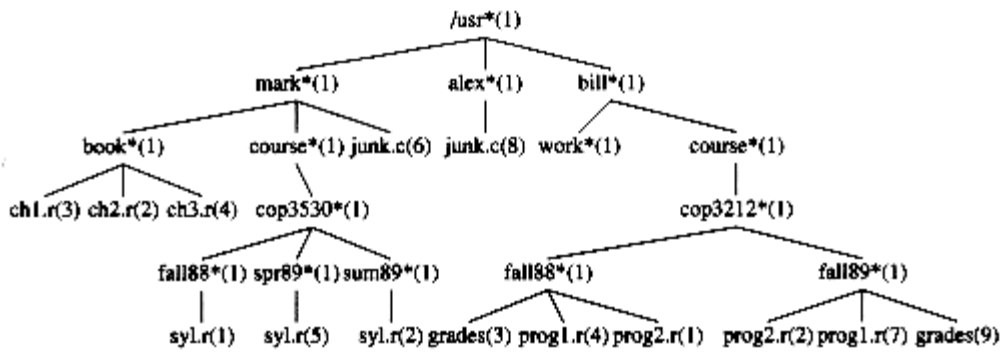 /usr*(1)
mark*(1) alex*(1) bill*(1)
book*(1) course*(1) junk.c(6) junk.c(8) work*(1) course*(1)
ch1.r(3) ch2.r(2) ch3.r(4) cop3530*(1) cop3212*(1)
fall88*(1) spr89*(1) sum89*(1) fall88*(1) fall89*(1)
syl.r(1) syl.r(5) syl.r(2) grades(3) prog1.r(4) prog2.r(1) prog2.r(2) prog1.r(7) grades(9)